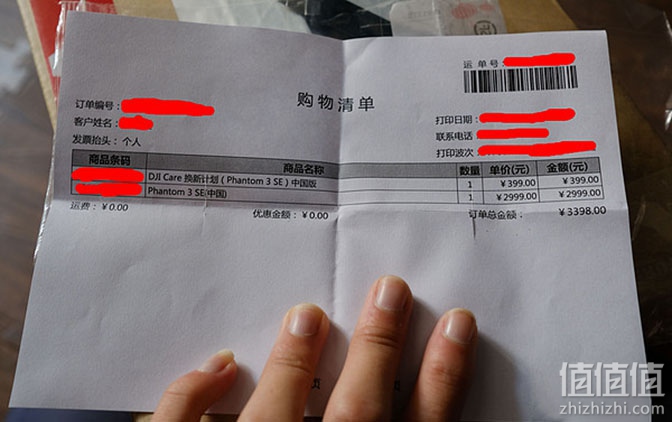 运 单 号:
购物清单
订单编号:
客户姓名:
发票抬头: 个人
打印日期:
联系电话
打印波次
商品条码 商品名称 数量 单价(元) 金额(元)
DJI Care 换新计划（Phantom 3 SE）中国版 1 ¥399.00 ¥399.00
Phantom 3 SE(中国) 1 ¥2999.00 ¥2999.00
运费: ¥0.00 优惠金额: ¥0.00 订单总金额: ¥3398.00
页
值值值
zhizhizhi.com